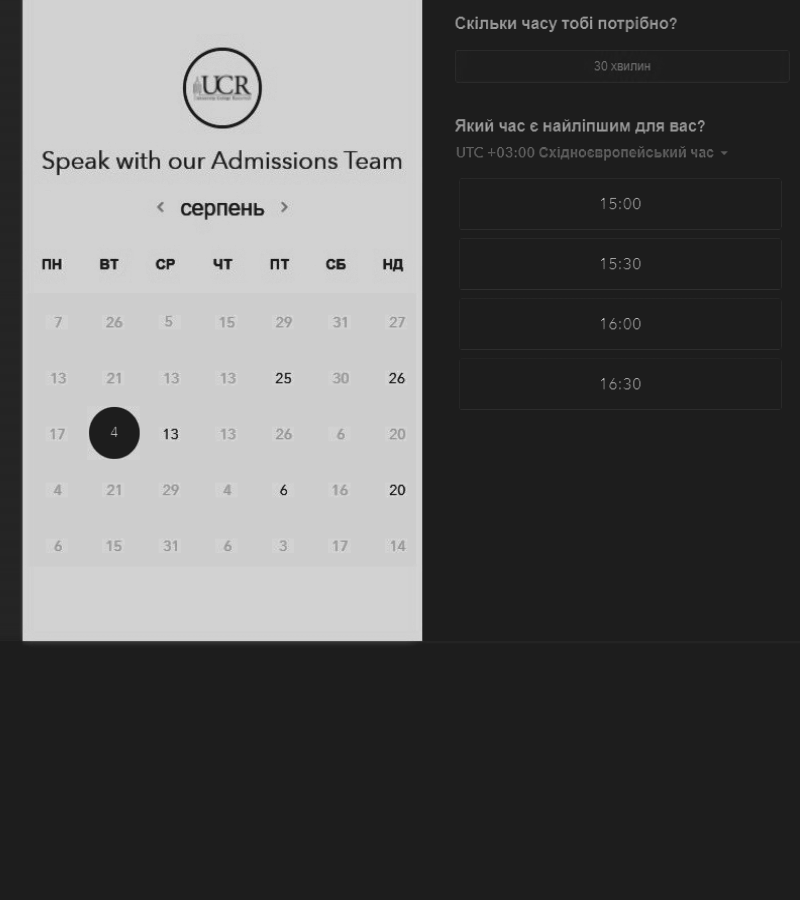 UCR
Speak with our Admissions Team
< серпень >
ПН ВТ СР ЧТ ПТ СБ НД
7 26 5 15 29 31 27
13 21 13 13 25 30 26
17 4 13 13 26 6 20
4 21 29 4 6 16 20
6 15 31 6 3 17 14
Скільки часу тобі потрібно?
30 хвилин
Який час є найліпшим для вас?
UTC +03:00 Східноєвропейський час
15:00
15:30
16:00
16:30